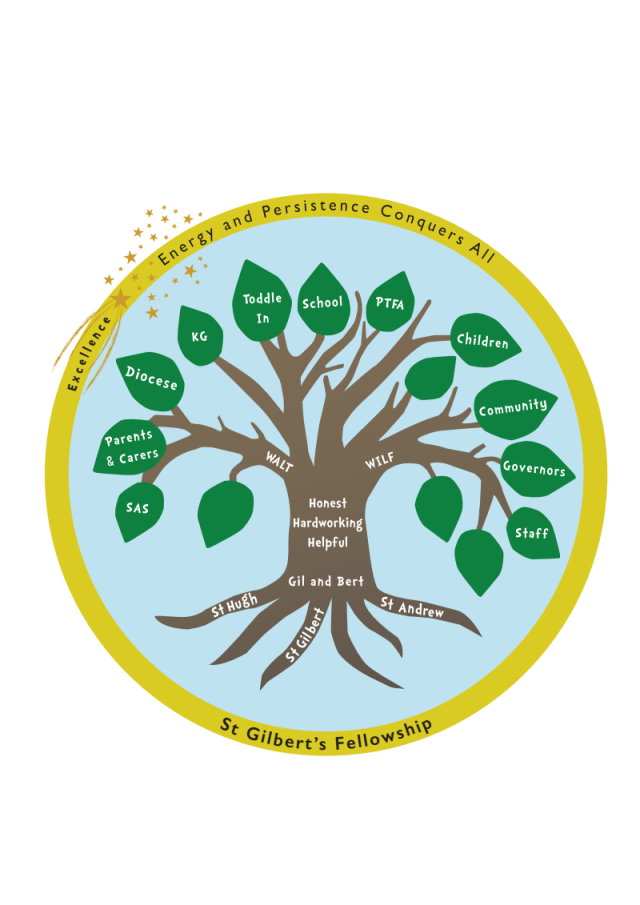 Energy and Persistence Conquers All
Excellence
Toddle
In
School
PTFA
KG
Children
Diocese
Community
Parents
& Carers
Governors
SAS
Staff
WALT
WILF
Honest
Hardworking
Helpful
Gil and Bert
St Hugh
St Gilbert
St Andrew
St Gilbert's Fellowship